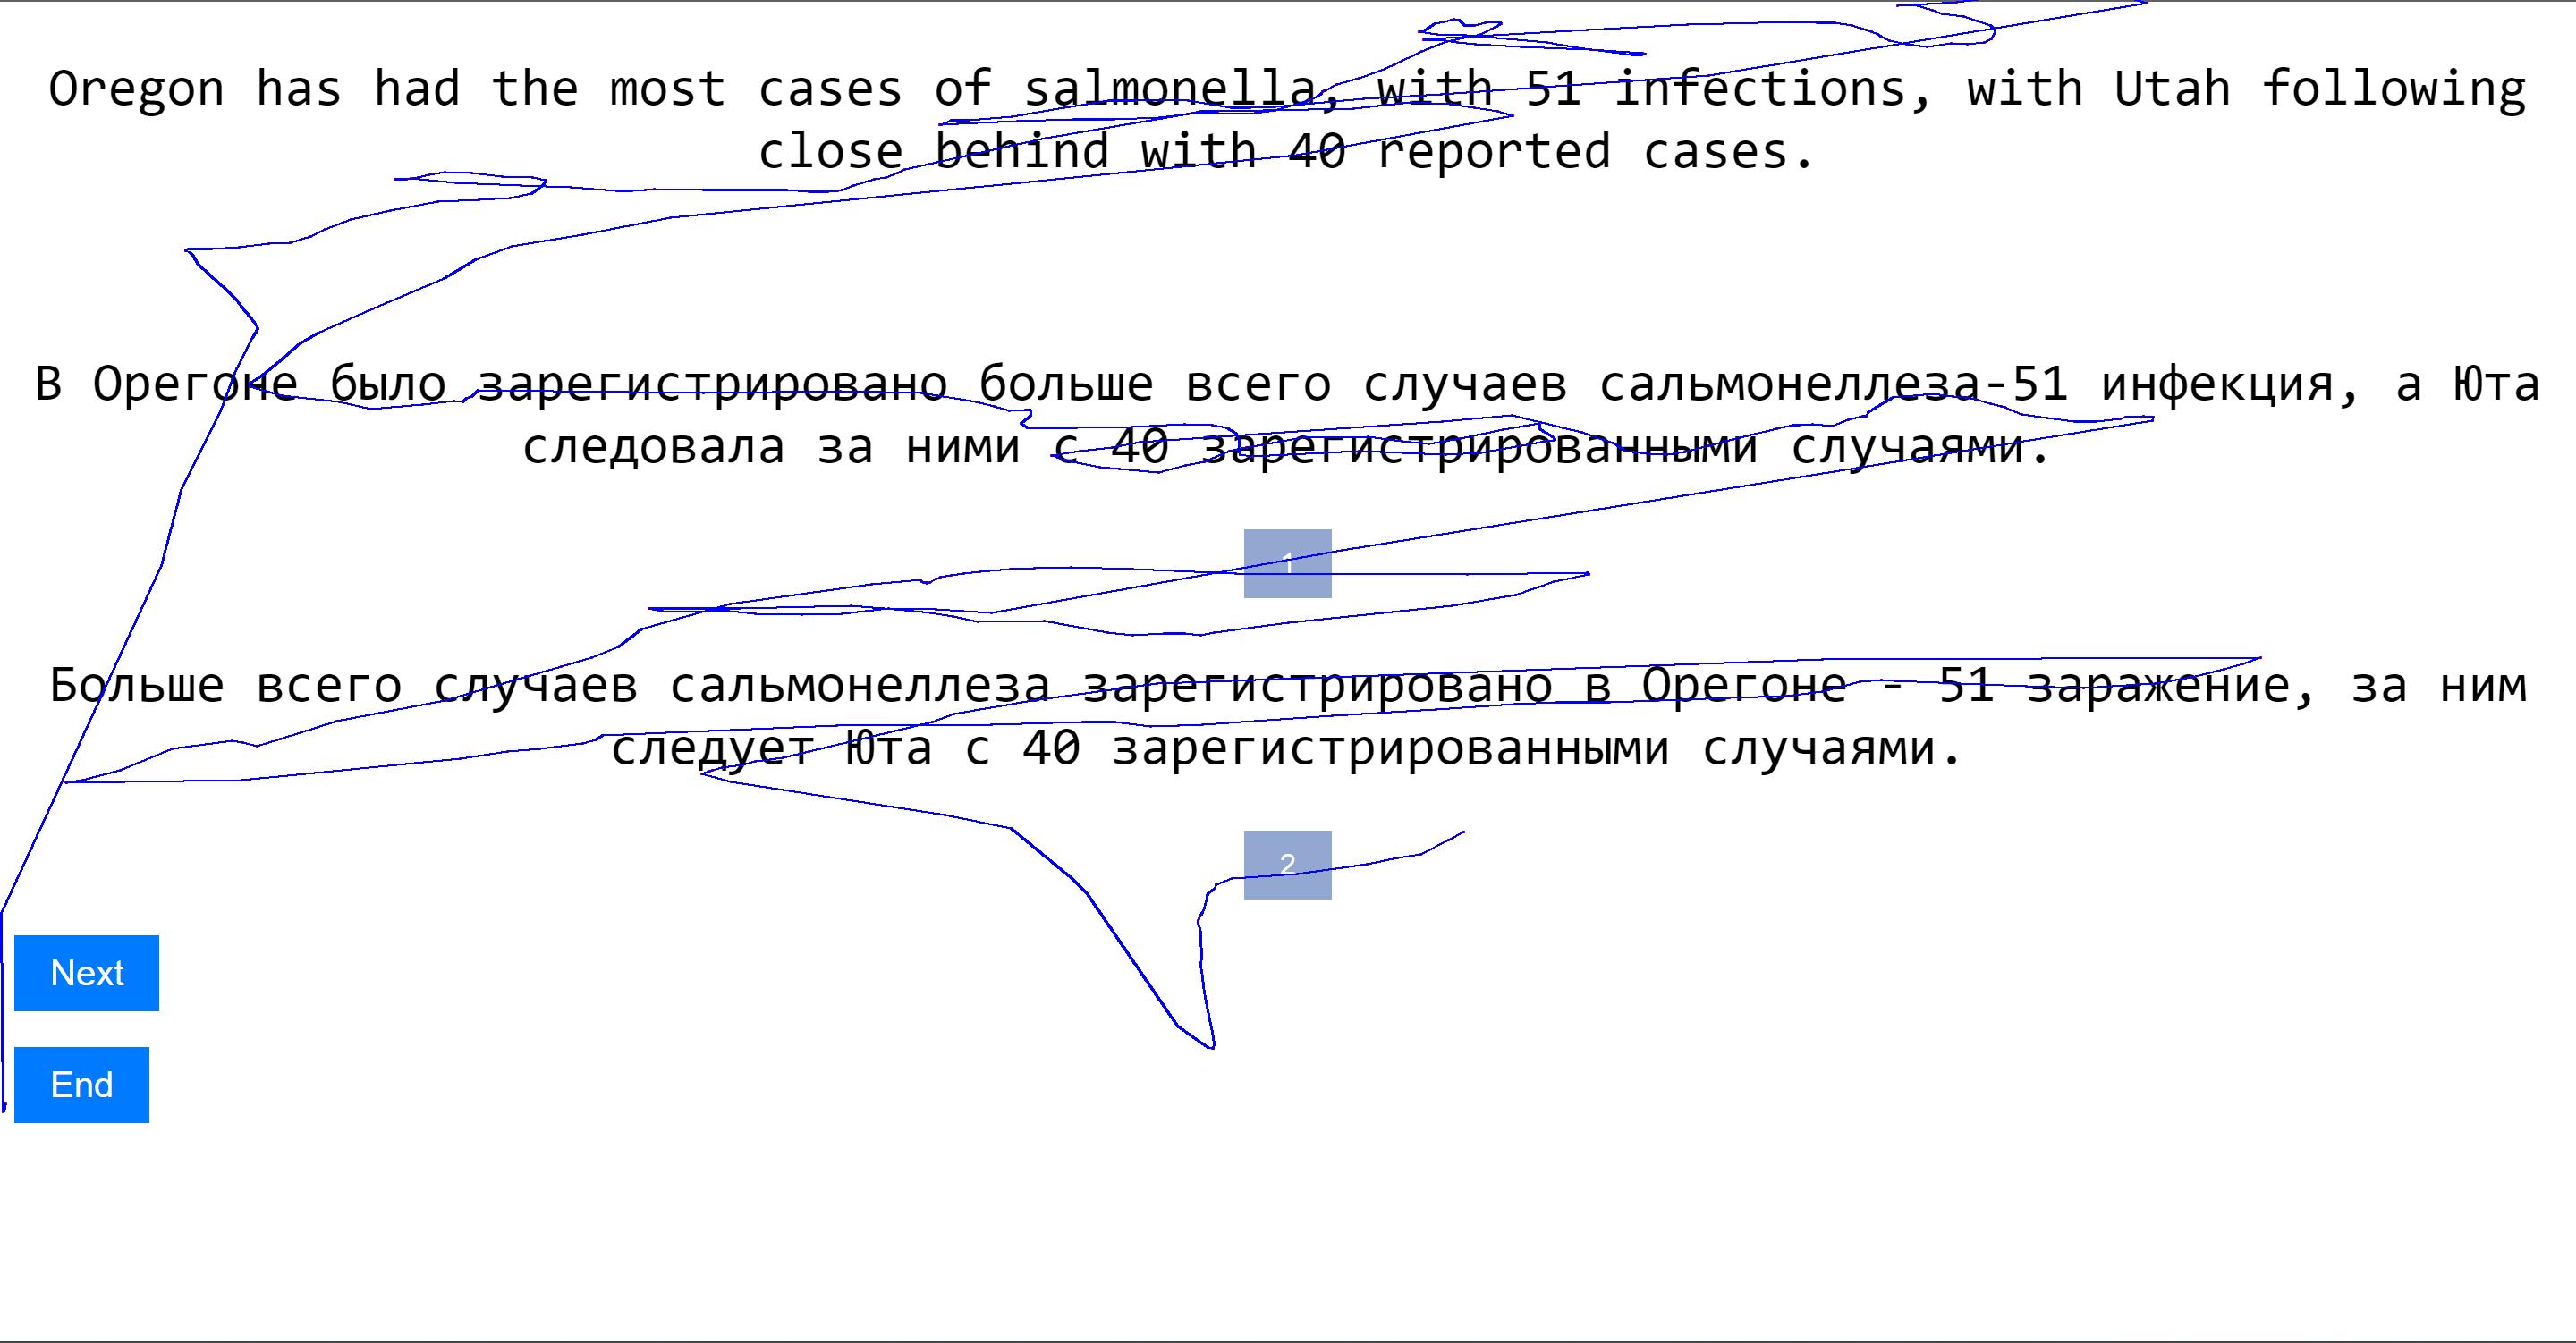 Oregon has had the most cases of salmonella, with 51 infections, with Utah following
close behind with 40 reported cases.
В Орегоне было зарегистрировано больше всего случаев сальмонеллеза-51 инфекция, а Юта
следовала за ними с 40 зарегистрированными случаями.
1
Больше всего случаев сальмонеллеза зарегистрировано в Орегоне - 51 заражение, за ним
следует Юта с 40 зарегистрированными случаями.
2
Next
End